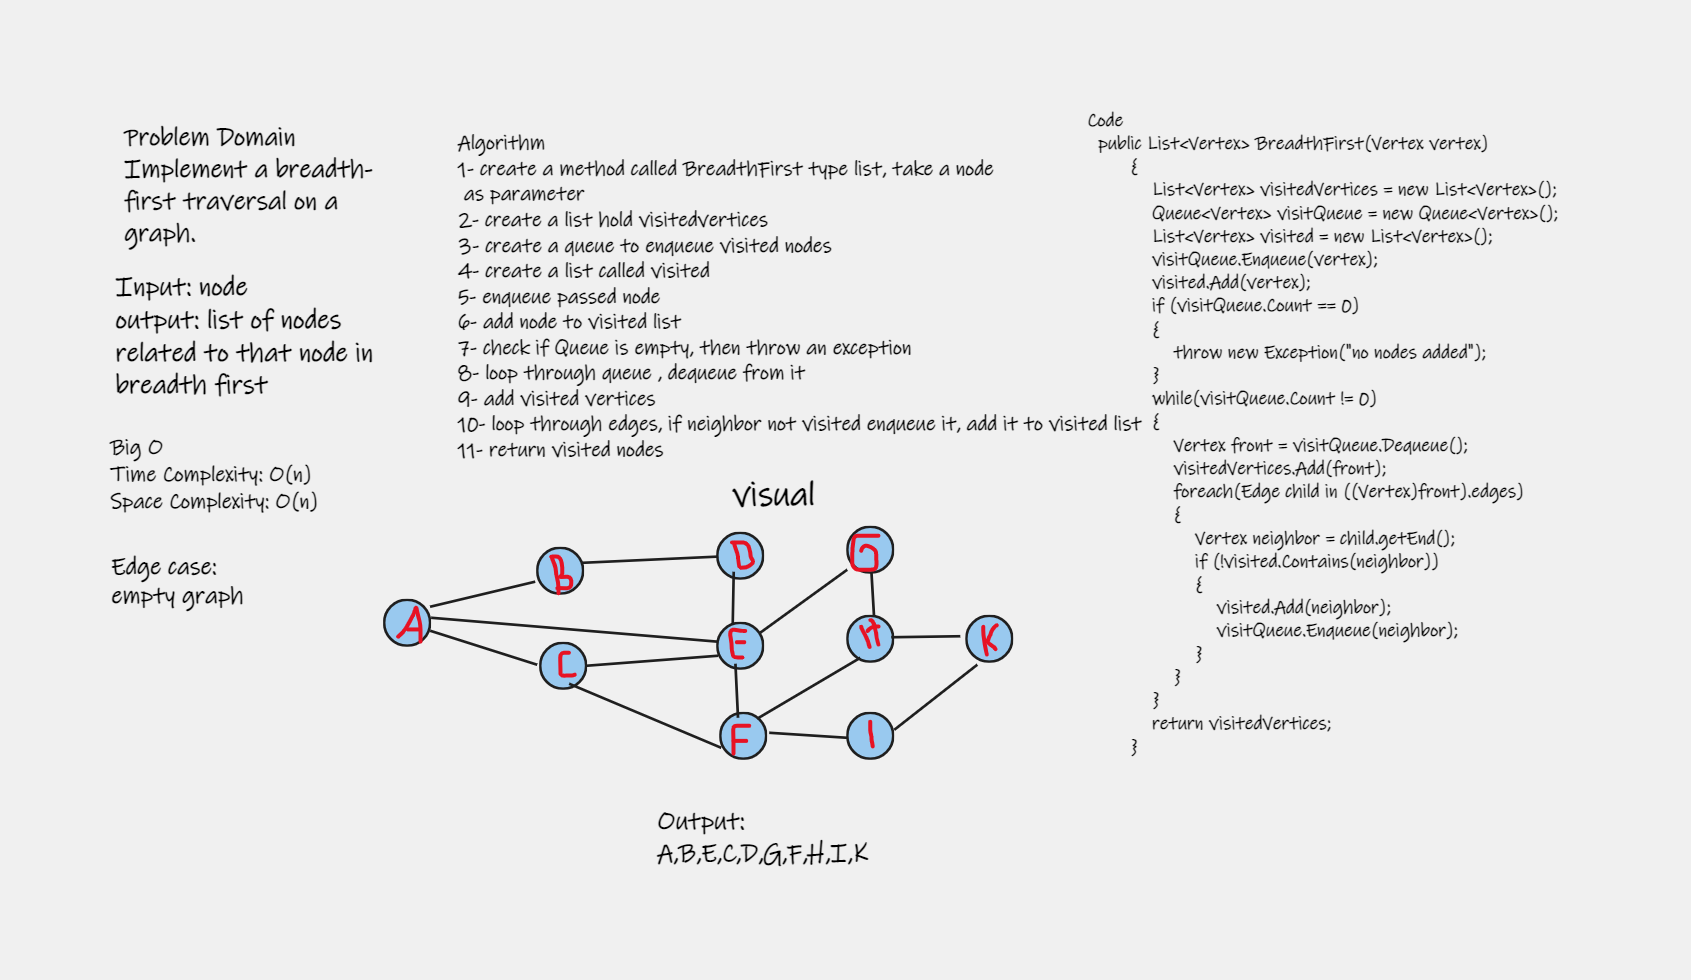 Problem Domain
Implement a breadth-
first traversal on a
graph.
Input: node
output: list of nodes
related to that node in
breadth first
Big O
Time Complexity: O(n)
Space Complexity: O(n)
Edge case:
empty graph
Algorithm
1- create a method called BreadthFirst type list, take a node
as parameter
2- create a list hold visitedvertices
3- create a queue to enqueue visited nodes
4- create a list called visited
5- enqueue passed node
6- add node to visited list
7- check if Queue is empty, then throw an exception
8- loop through queue , dequeue from it
9- add visited vertices
10- loop through edges, if neighbor not visited enqueue it, add it to visited list
11- return visited nodes
visual
A
B
C
D
E
F
G
H
I
K
Output:
A,B,E,C,D,G,F,H,I,K
Code
public List<Vertex> BreadthFirst(Vertex vertex)
{
List<Vertex> visitedVertices = new List<Vertex>();
Queue<Vertex> visitQueue = new Queue<Vertex>();
List<Vertex> visited = new List<Vertex>();
visitQueue.Enqueue(vertex);
visited.Add(vertex);
if (visitQueue.Count == 0)
{
throw new Exception("no nodes added");
}
while(visitQueue.Count != 0)
{
Vertex front = visitQueue.Dequeue();
visitedVertices.Add(front);
foreach(Edge child in ((Vertex)front).edges)
{
Vertex neighbor = child.getEnd();
if (!visited.Contains(neighbor))
{
visited.Add(neighbor);
visitQueue.Enqueue(neighbor);
}
}
}
return visitedVertices;
}